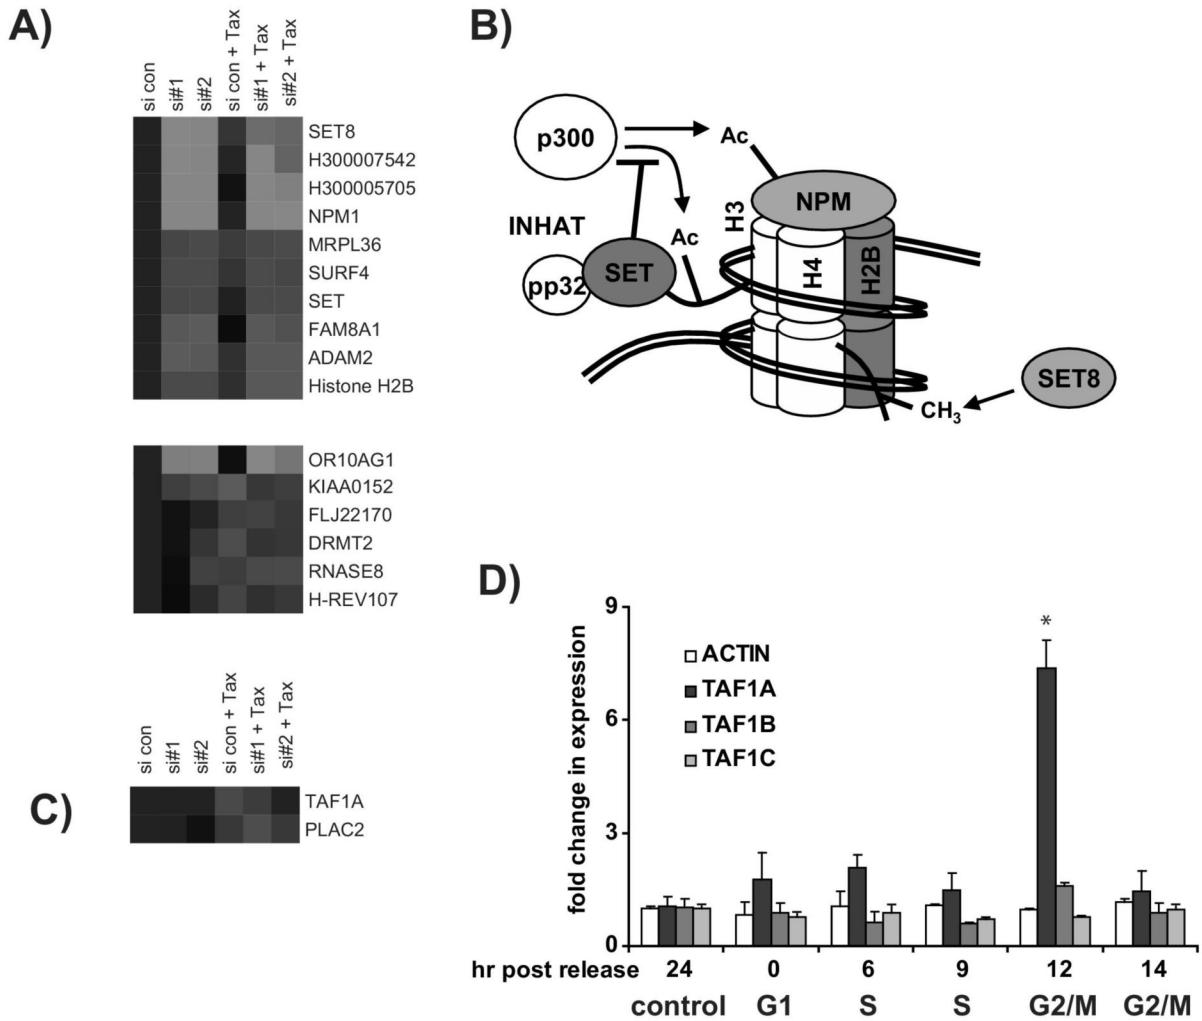 A)
si con
si#1
si#2
si con + Tax
si#1 + Tax
si#2 + Tax
SET8
H300007542
H300005705
NPM1
MRPL36
SURF4
SET
FAM8A1
ADAM2
Histone H2B
OR10AG1
KIAA0152
FLJ22170
DRMT2
RNASE8
H-REV107
B)
p300
Ac
NPM
INHAT
H3
Ac
pp32
SET
H4
H2B
SET8
CH3
C)
si con
si#1
si#2
si con + Tax
si#1 + Tax
si#2 + Tax
TAF1A
PLAC2
D)
fold change in expression
9
6
3
0
*
ACTIN
TAF1A
TAF1B
TAF1C
hr post release 24 0 6 9 12 14
control G1 S S G2/M G2/M